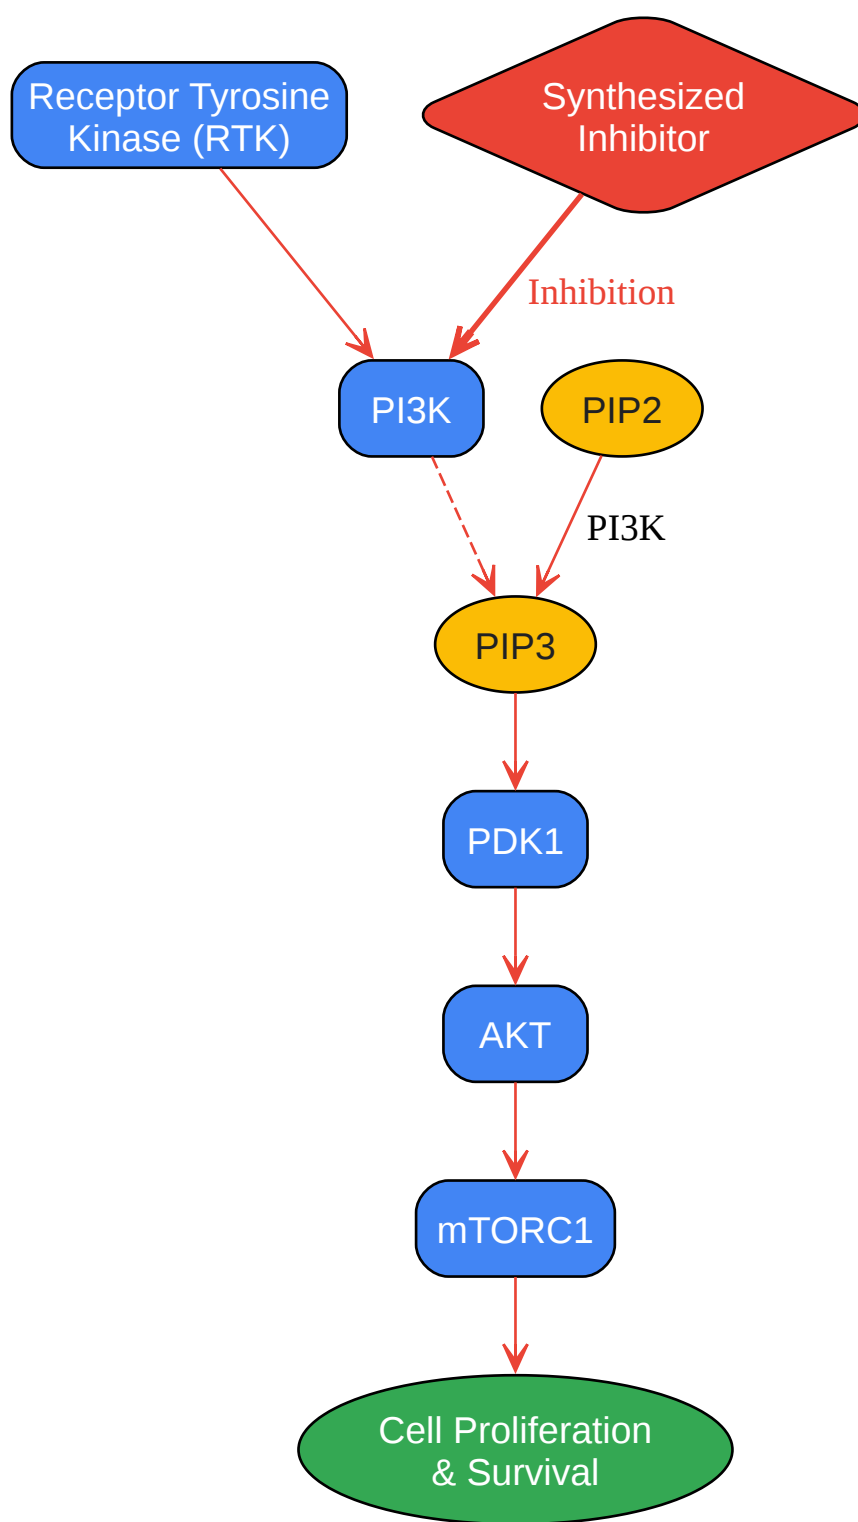 Receptor Tyrosine
Kinase (RTK)
Synthesized
Inhibitor
Inhibition
PI3K
PIP2
PI3K
PIP3
PDK1
AKT
mTORC1
Cell Proliferation
& Survival